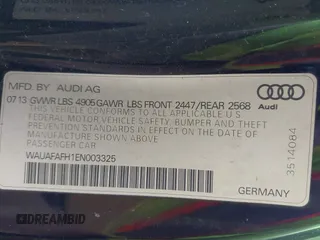 MFD BY AUDI AG
07 13 GVWR LBS 4905 GAWR LBS FRONT 2447/REAR 2568
THIS VEHICLE CONFORMS TO ALL APPLICABLE U.S. FEDERAL
SAFETY, BUMPER, AND THEFT PREVENTION STANDARDS
IN EFFECT ON THE DATE OF
MANUFACTURE SHOWN ABOVE
PASSENGER CAR
WAUAFAFH1EN003325
GERMANY
Audi
3514084
DREAMBID